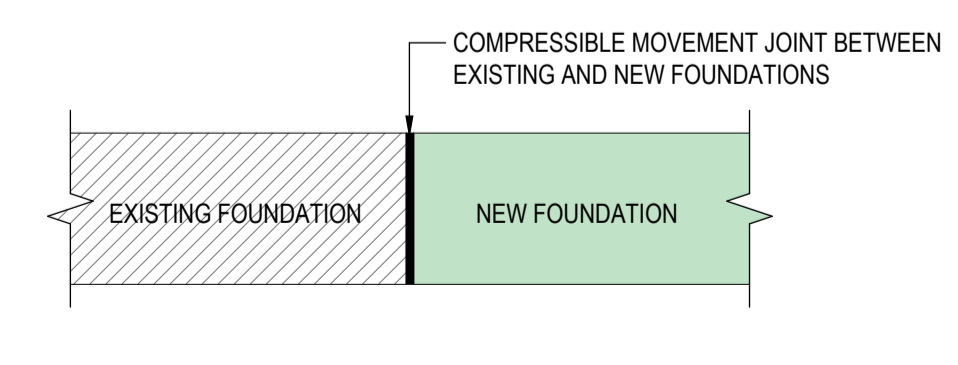 COMPRESSIBLE MOVEMENT JOINT BETWEEN
EXISTING AND NEW FOUNDATIONS
EXISTING FOUNDATION
NEW FOUNDATION